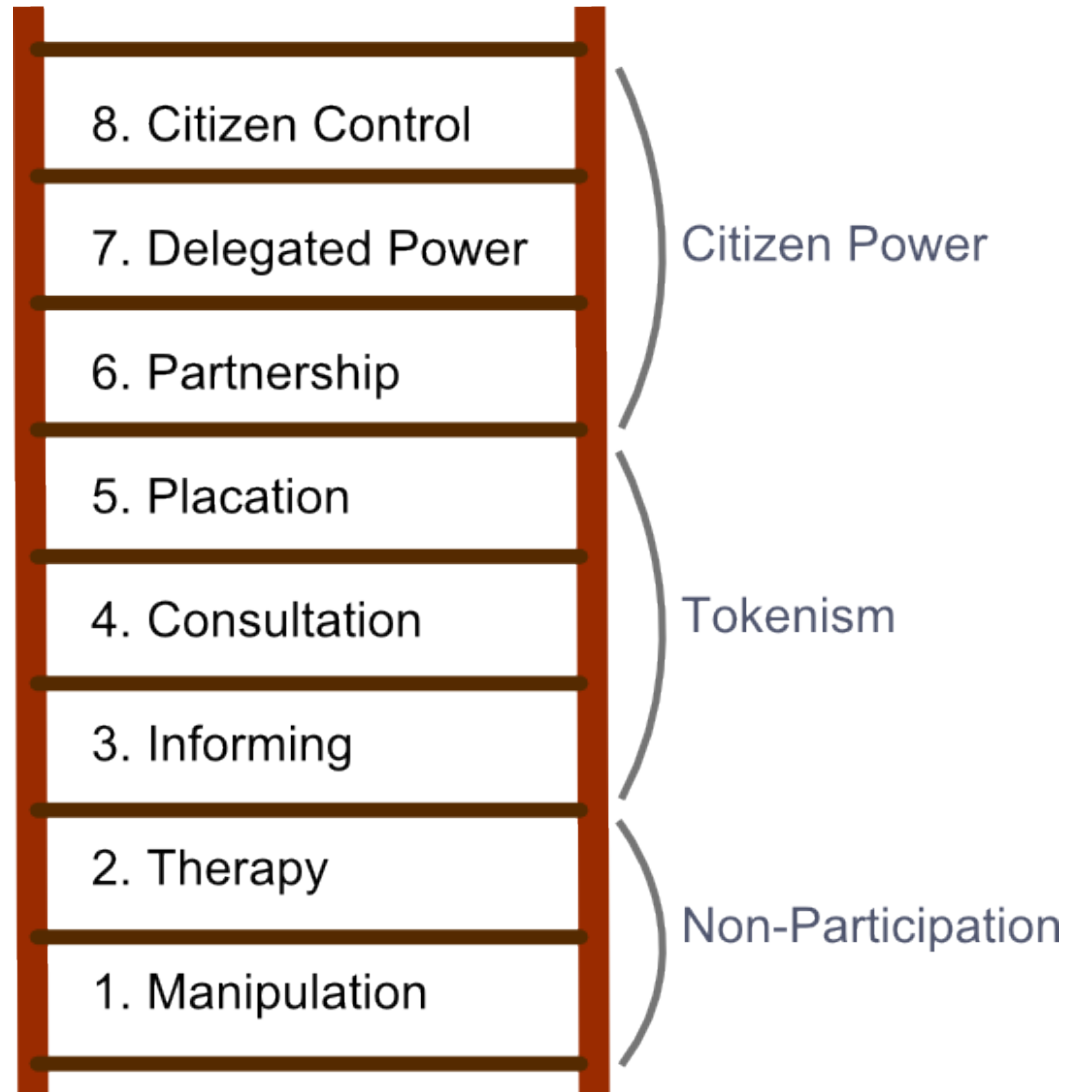 8. Citizen Control
7. Delegated Power
Citizen Power
6. Partnership
5. Placation
4. Consultation
Tokenism
3. Informing
2. Therapy
Non-Participation
1. Manipulation